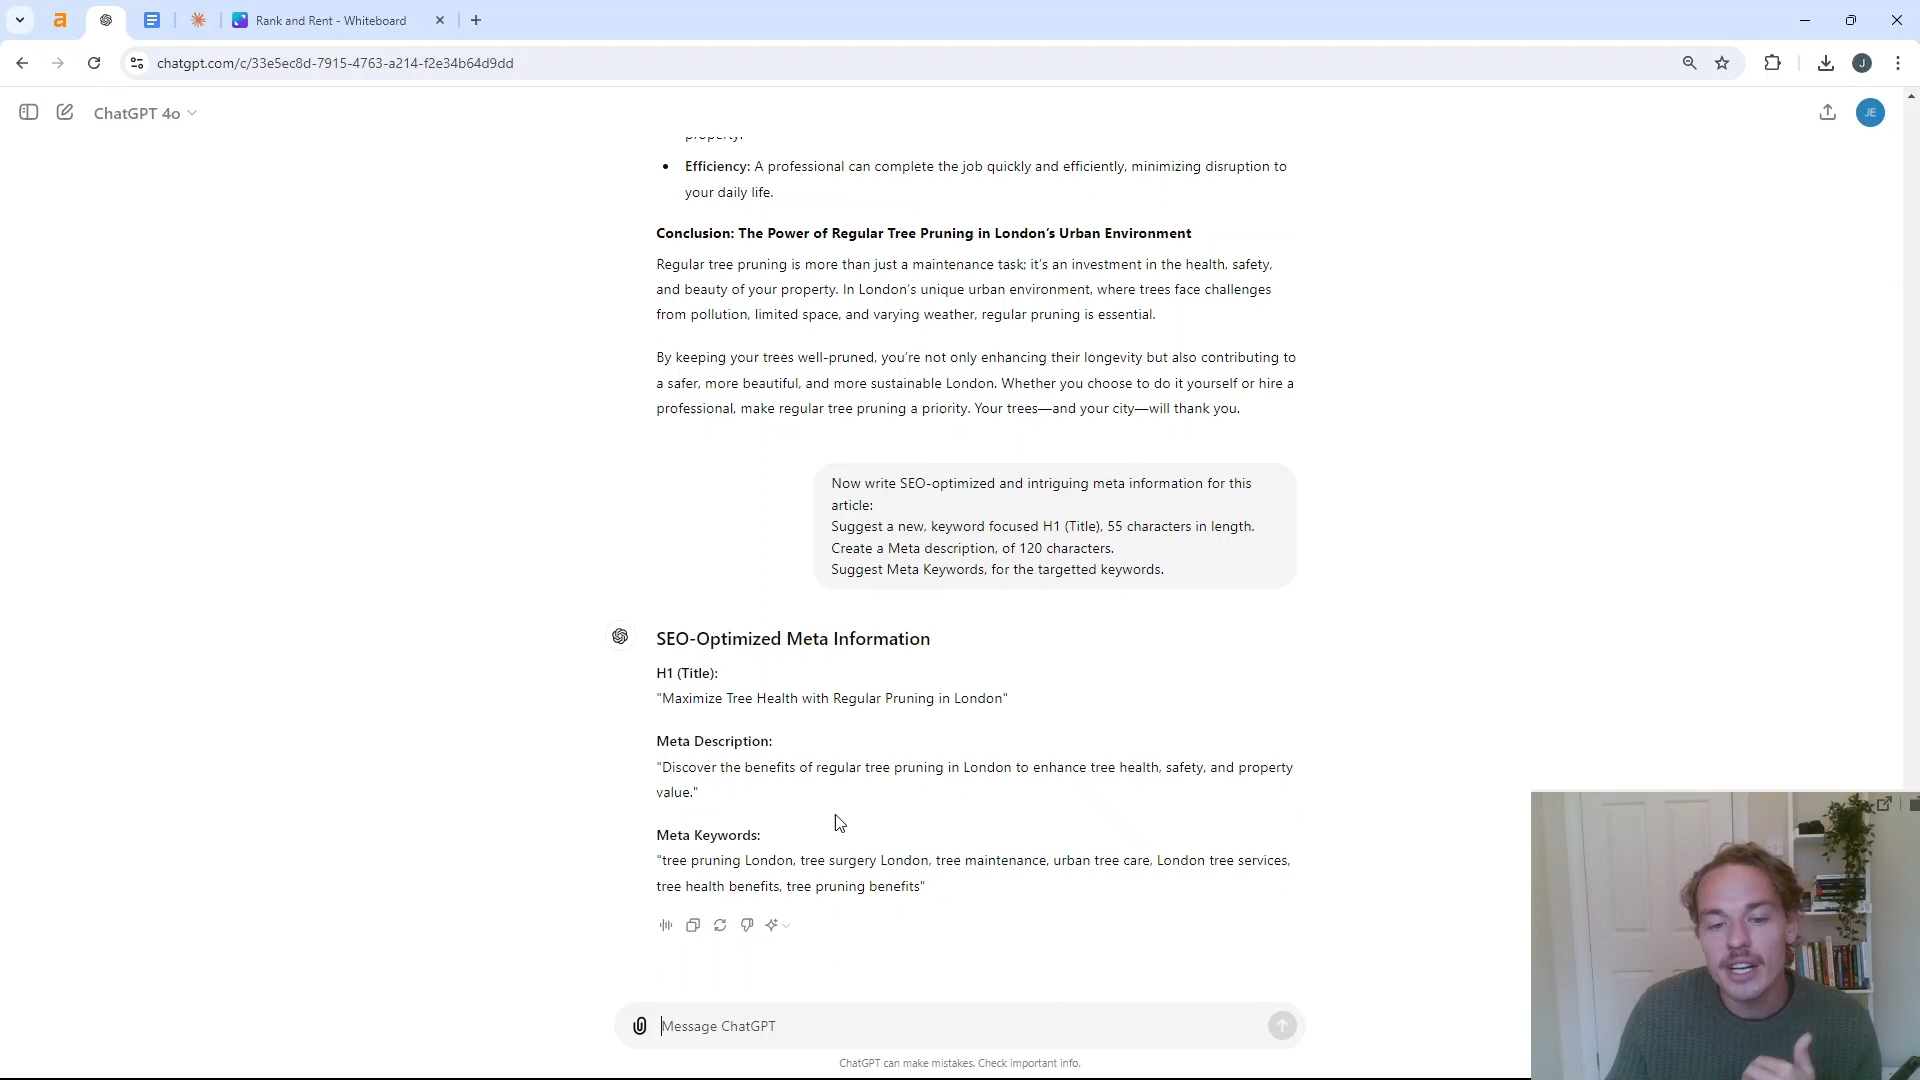 Rank and Rent - Whiteboard
chatgpt.com/c/33e5ec8d-7915-4763-a214-f2e34b64d9dd
J
ChatGPT 4o
JE
property.
• Efficiency: A professional can complete the job quickly and efficiently, minimizing disruption to
your daily life.
Conclusion: The Power of Regular Tree Pruning in London's Urban Environment
Regular tree pruning is more than just a maintenance task; it's an investment in the health, safety,
and beauty of your property. In London's unique urban environment, where trees face challenges
from pollution, limited space, and varying weather, regular pruning is essential.
By keeping your trees well-pruned, you're not only enhancing their longevity but also contributing to
a safer, more beautiful, and more sustainable London. Whether you choose to do it yourself or hire a
professional, make regular tree pruning a priority. Your trees—and your city—will thank you.
Now write SEO-optimized and intriguing meta information for this
article:
Suggest a new, keyword focused H1 (Title), 55 characters in length.
Create a Meta description, of 120 characters.
Suggest Meta Keywords, for the targetted keywords.
SEO-Optimized Meta Information
H1 (Title):
"Maximize Tree Health with Regular Pruning in London"
Meta Description:
"Discover the benefits of regular tree pruning in London to enhance tree health, safety, and property
value."
Meta Keywords:
"tree pruning London, tree surgery London, tree maintenance, urban tree care, London tree services,
tree health benefits, tree pruning benefits"
Message ChatGPT
ChatGPT can make mistakes. Check important info.